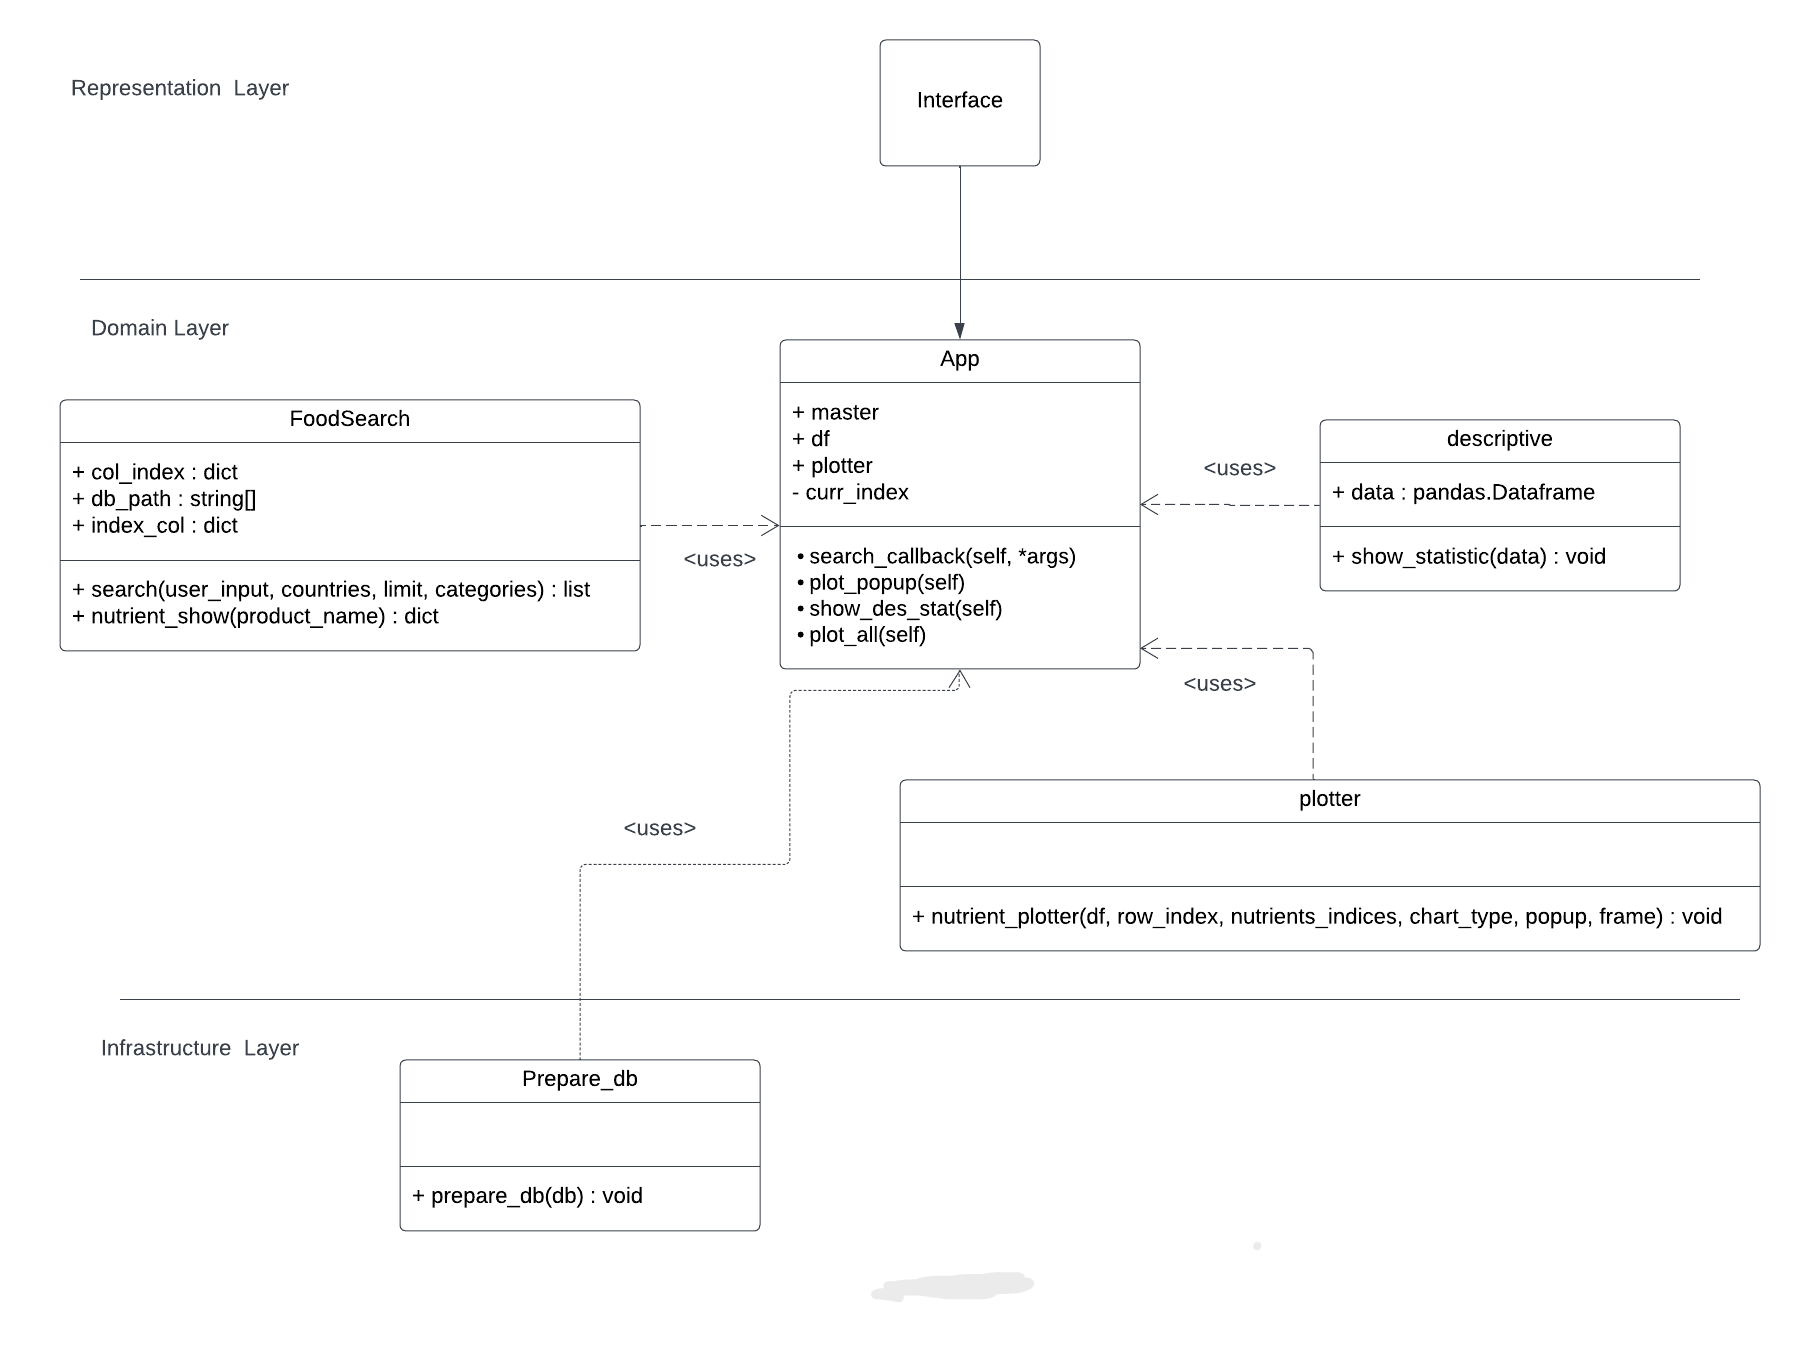 Representation  Layer
Interface
Domain Layer
App
+ master
+ df
+ plotter
- curr_index
• search_callback(self, *args)
• plot_popup(self)
• show_des_stat(self)
• plot_all(self)
FoodSearch
+ col_index : dict
+ db_path : string[]
+ index_col : dict
+ search(user_input, countries, limit, categories) : list
+ nutrient_show(product_name) : dict
<uses>
<uses>
descriptive
+ data : pandas.Dataframe
+ show_statistic(data) : void
<uses>
<uses>
plotter
+ nutrient_plotter(df, row_index, nutrients_indices, chart_type, popup, frame) : void
Infrastructure  Layer
Prepare_db
+ prepare_db(db) : void